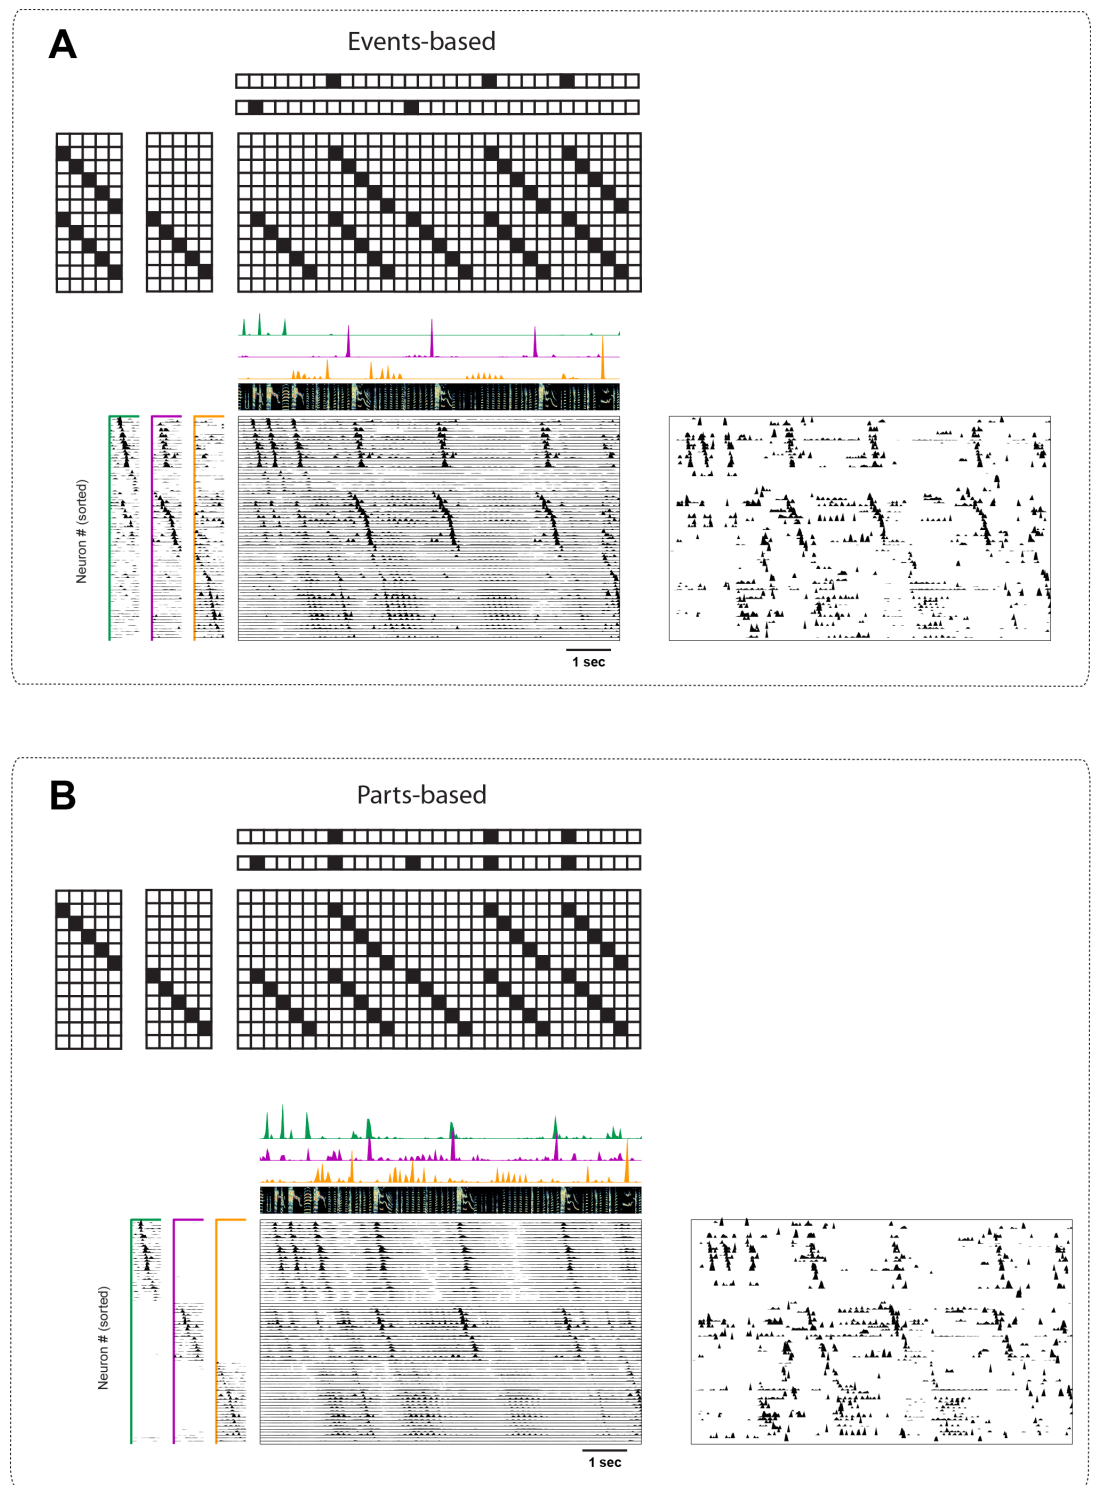 A
Events-based
Neuron # (sorted)
1 sec
B
Parts-based
Neuron # (sorted)
1 sec